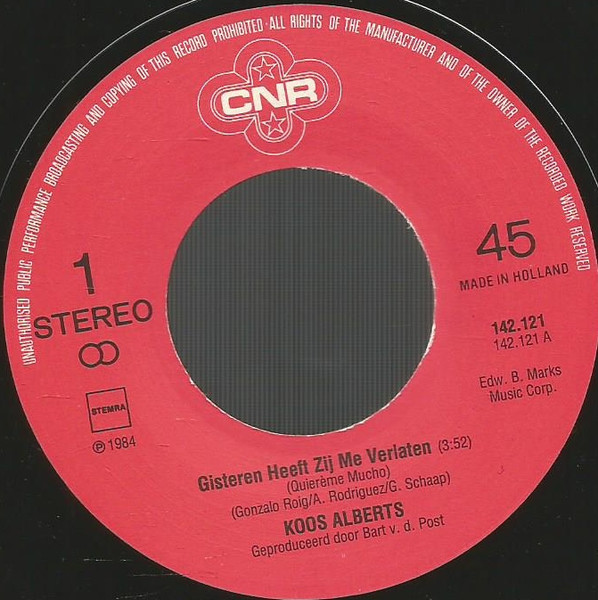 UNAUTHORISED PUBLIC PERFORMANCE BROADCASTING AND COPYING OF THIS RECORD PROHIBITED·ALL RIGHTS OF THE MANUFACTURER AND OF THE OWNER OF THE RECORDED WORK RESERVED
CNR
1
STEREO
45
MADE IN HOLLAND
142.121
142.121 A
Edw. B. Marks
Music Corp.
STEMRA
℗ 1984
Gisteren Heeft Zij Me Verlaten (3:52)
(Quierème Mucho)
(Gonzalo Roig/A. Rodriguez/G. Schaap)
KOOS ALBERTS
Geproduceerd door Bart v. d. Post